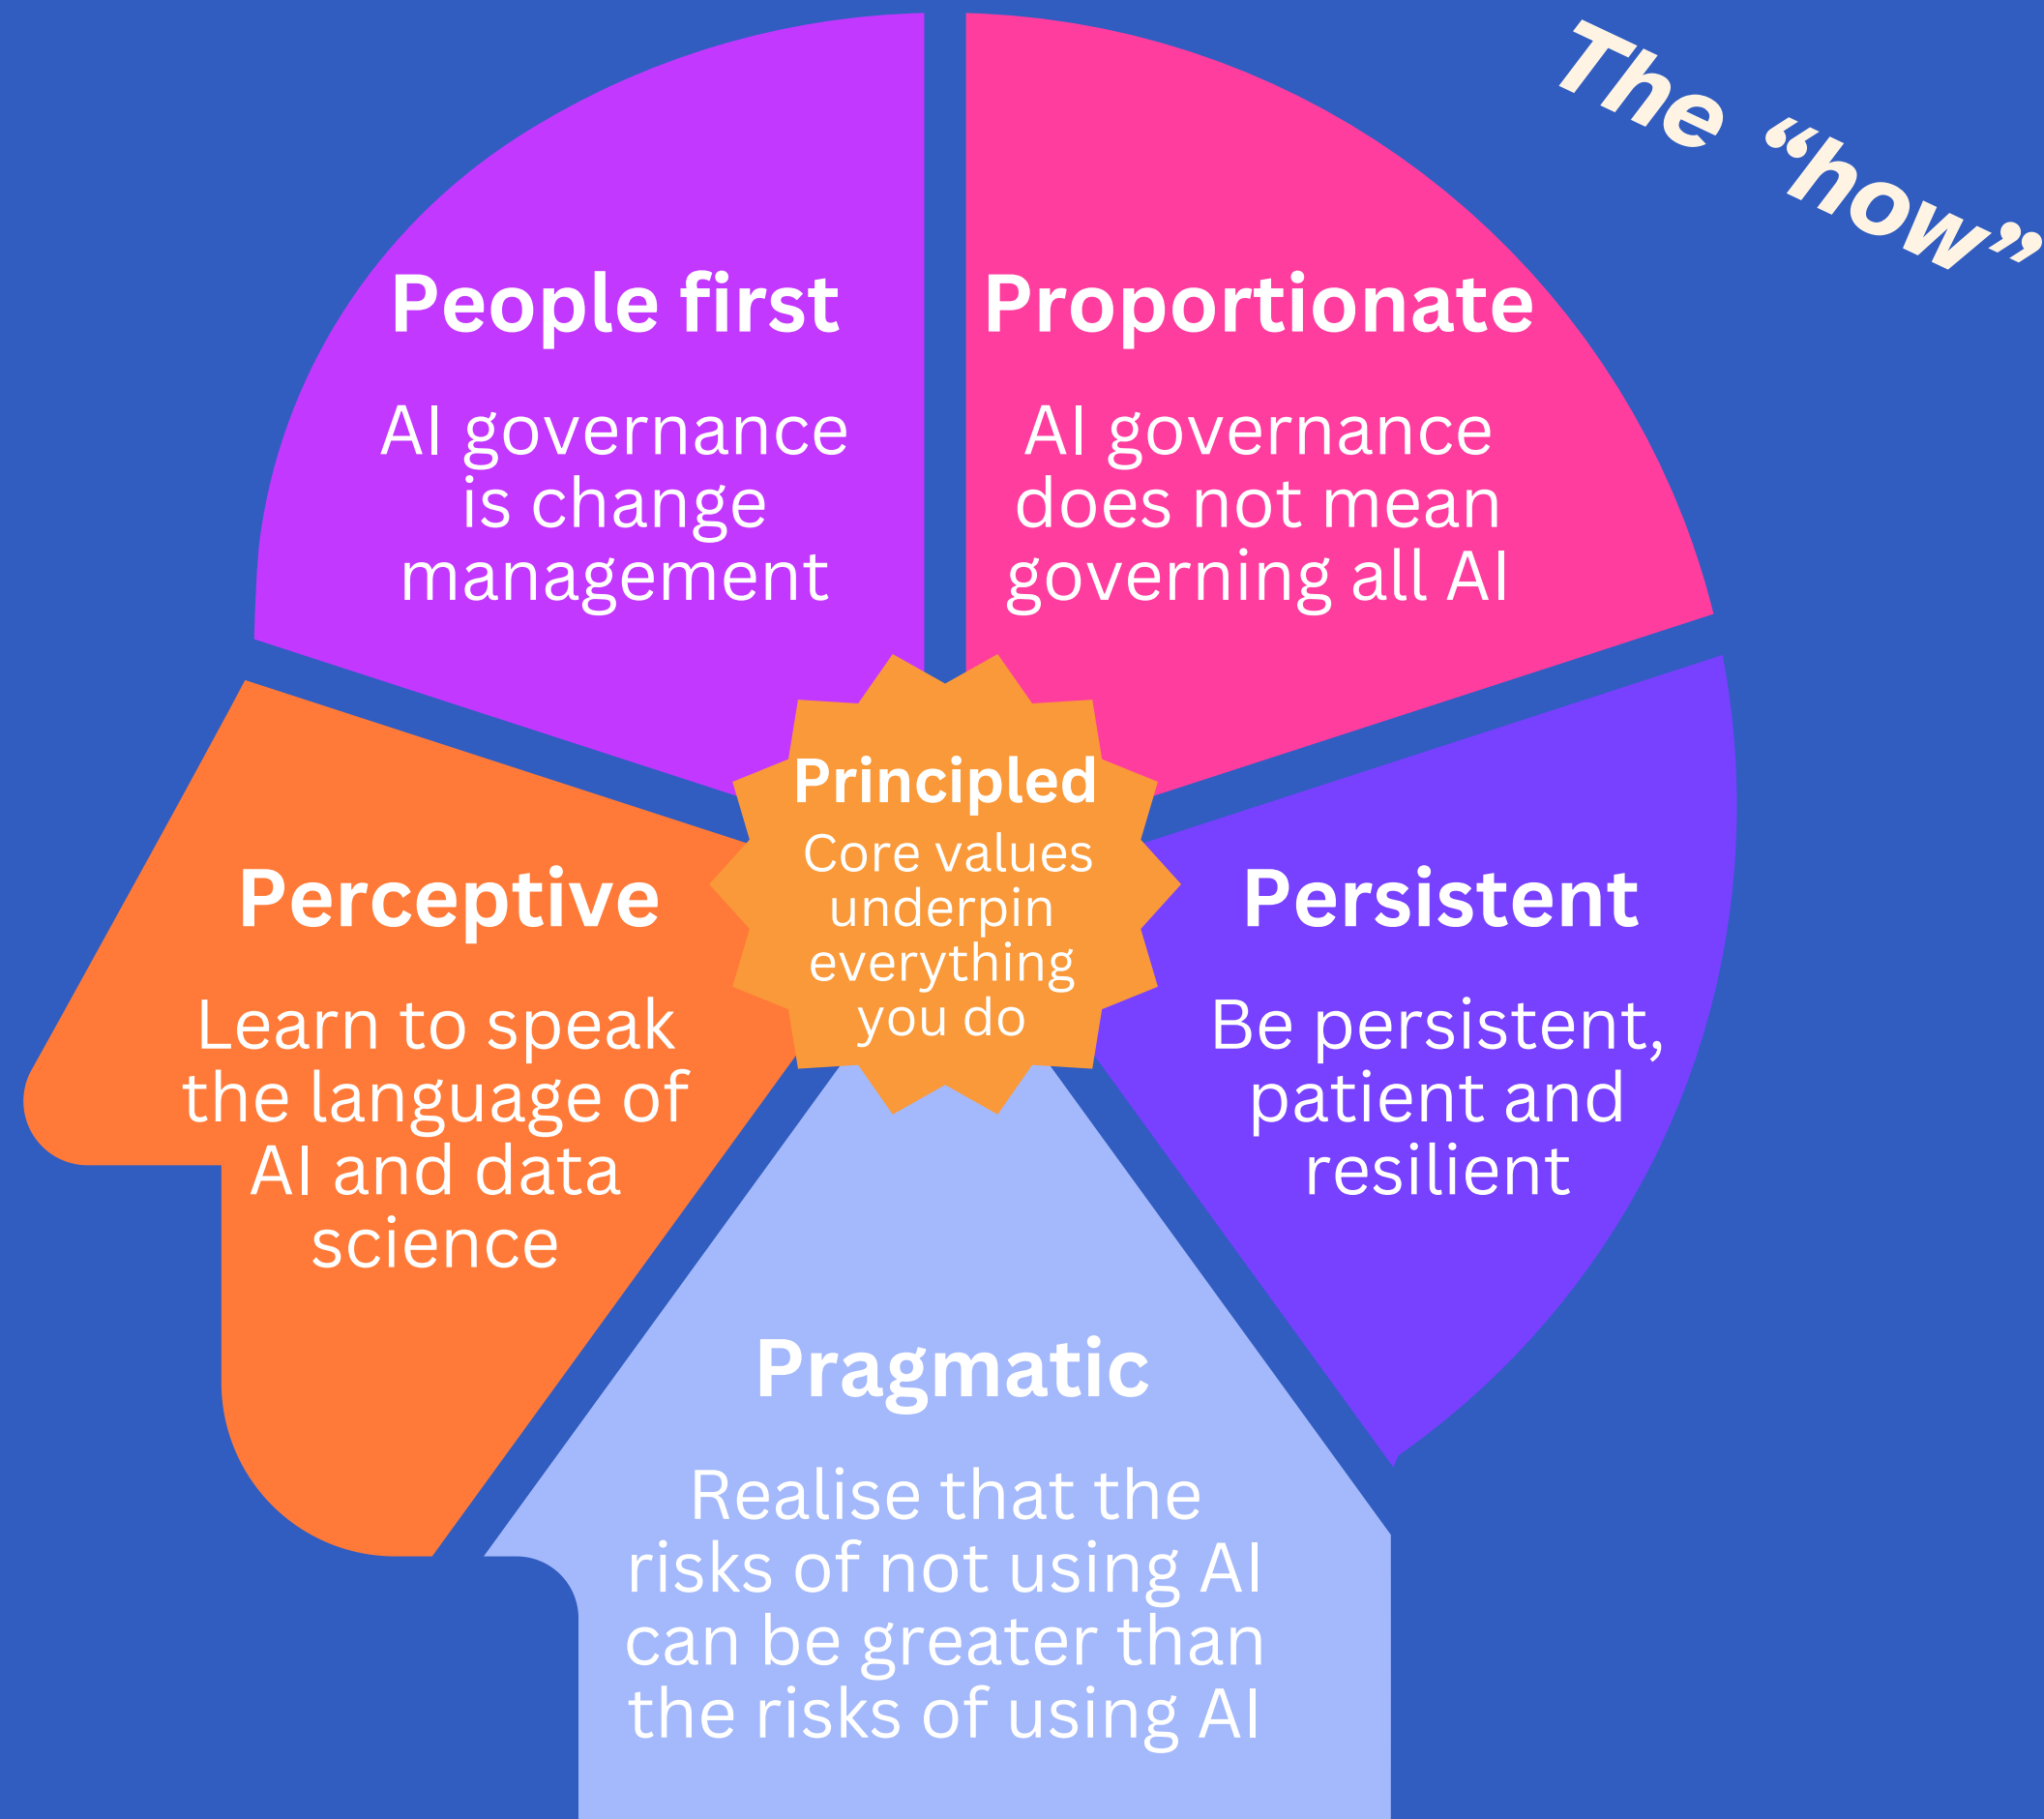 The “how”
People first
AI governance
is change
management
Proportionate
AI governance
does not mean
governing all AI
Principled
Core values
underpin
everything
you do
Perceptive
Learn to speak
the language of
AI and data
science
Persistent
Be persistent,
patient and
resilient
Pragmatic
Realise that the
risks of not using AI
can be greater than
the risks of using AI